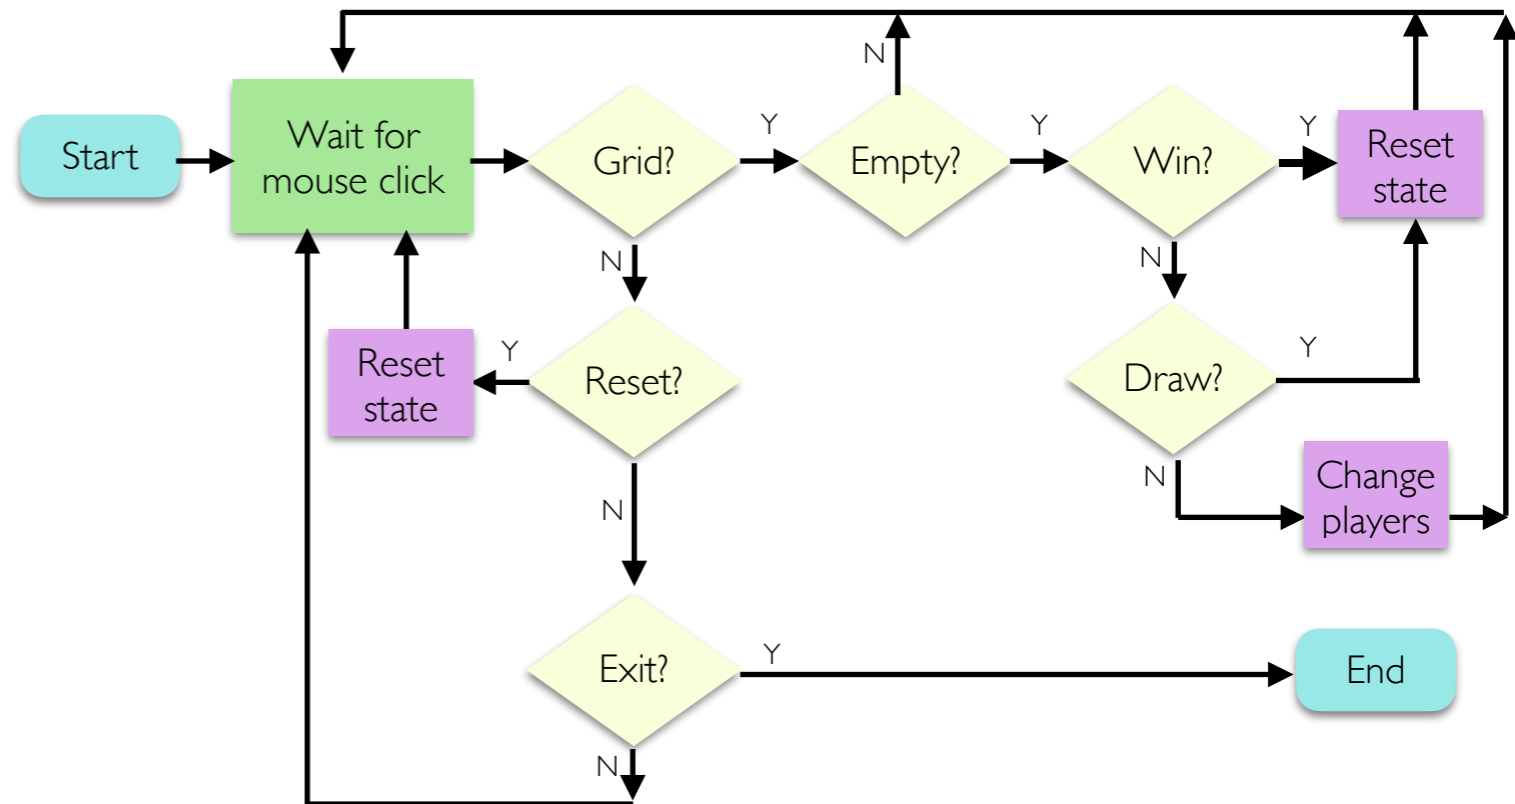 N
Start
Wait for
mouse click
Grid?
Y
Empty?
Y
Win?
Y
Reset
state
N
N
Reset
state
Y
Reset?
Draw?
Y
N
N
Change
players
Exit?
Y
End
N